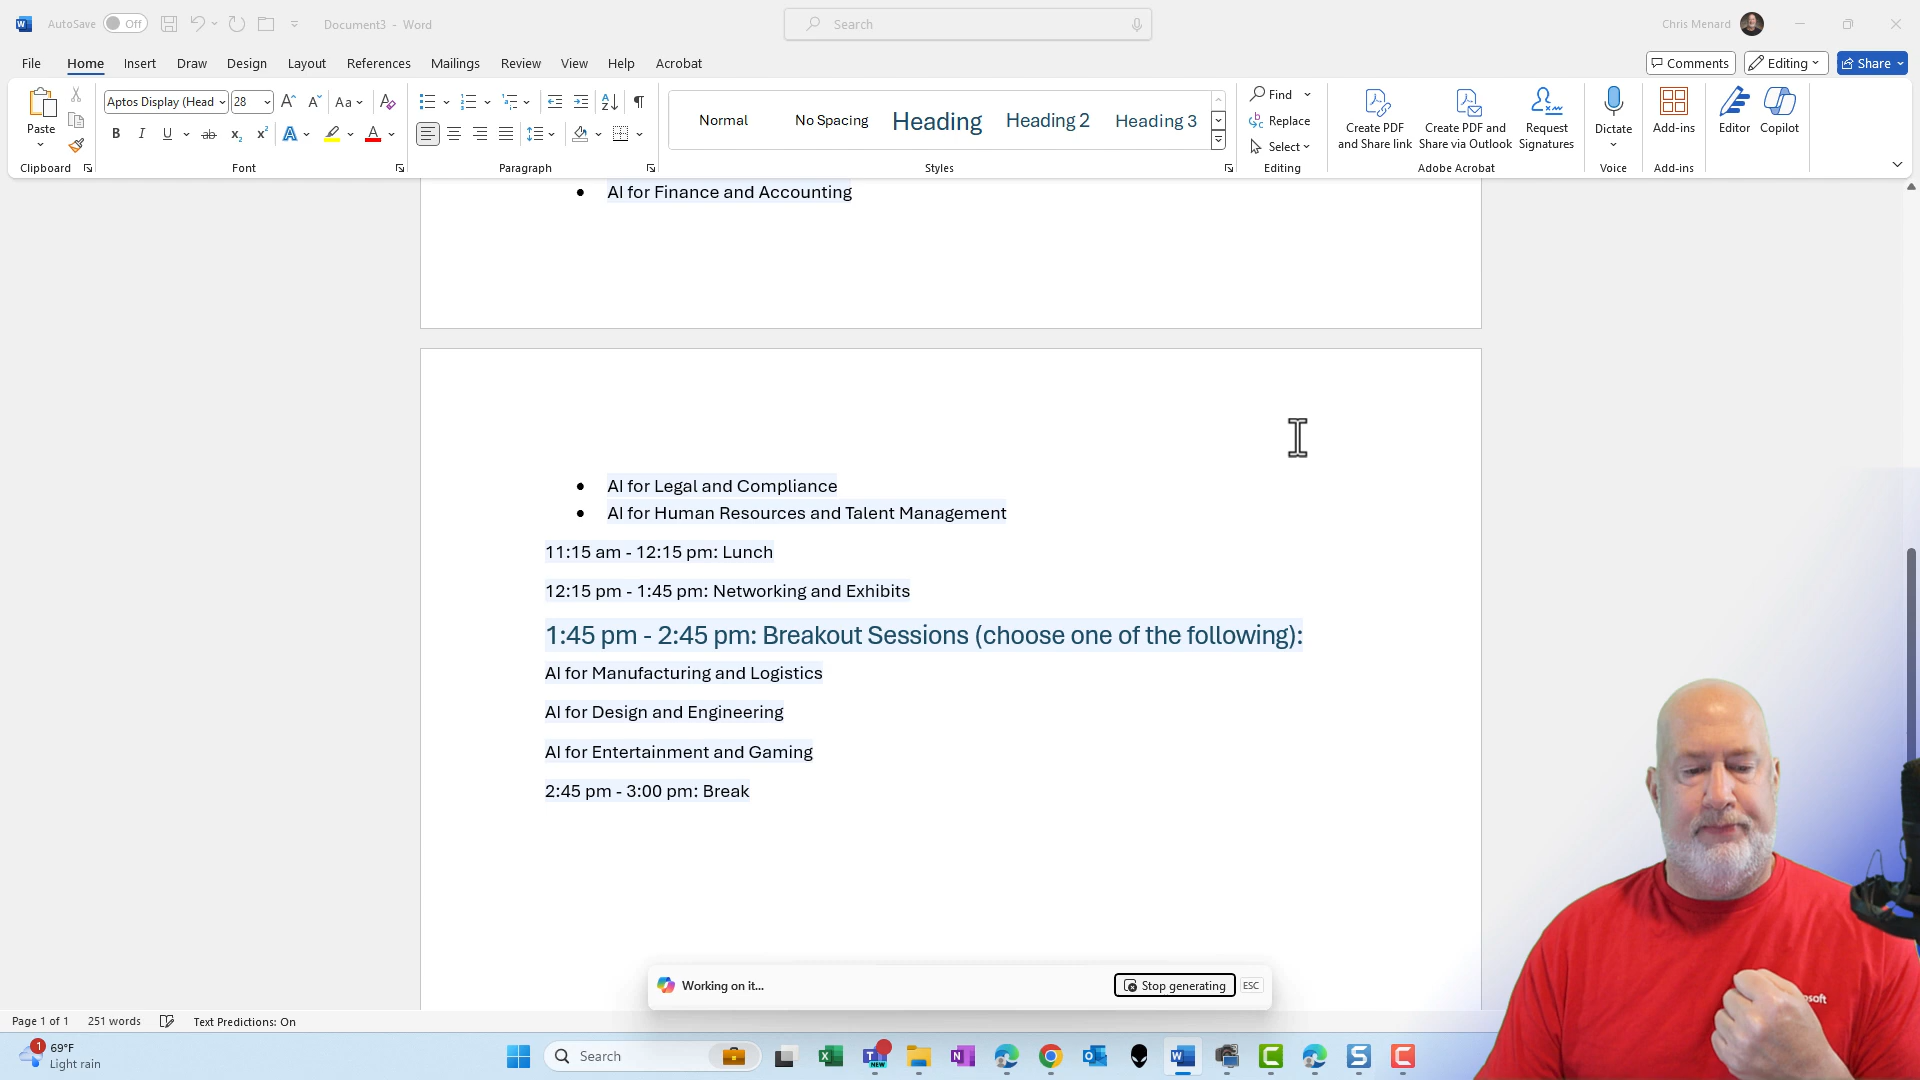 AutoSave Off Document3 - Word Search Chris Menard
File Home Insert Draw Design Layout References Mailings Review View Help Acrobat Comments Editing Share
Paste Aptos Display (Head 28 Aa Normal No Spacing Heading Heading 2 Heading 3 Find Replace Select Create PDF and Share link Create PDF and Share via Outlook Request Signatures Dictate Add-ins Editor Copilot
Clipboard Font Paragraph Styles Editing Adobe Acrobat Voice Add-ins
• AI for Finance and Accounting
• AI for Legal and Compliance
• AI for Human Resources and Talent Management
11:15 am - 12:15 pm: Lunch
12:15 pm - 1:45 pm: Networking and Exhibits
1:45 pm - 2:45 pm: Breakout Sessions (choose one of the following):
AI for Manufacturing and Logistics
AI for Design and Engineering
AI for Entertainment and Gaming
2:45 pm - 3:00 pm: Break
Working on it... Stop generating ESC
Page 1 of 1 251 words Text Predictions: On
1 69°F
Light rain
Search
NEW